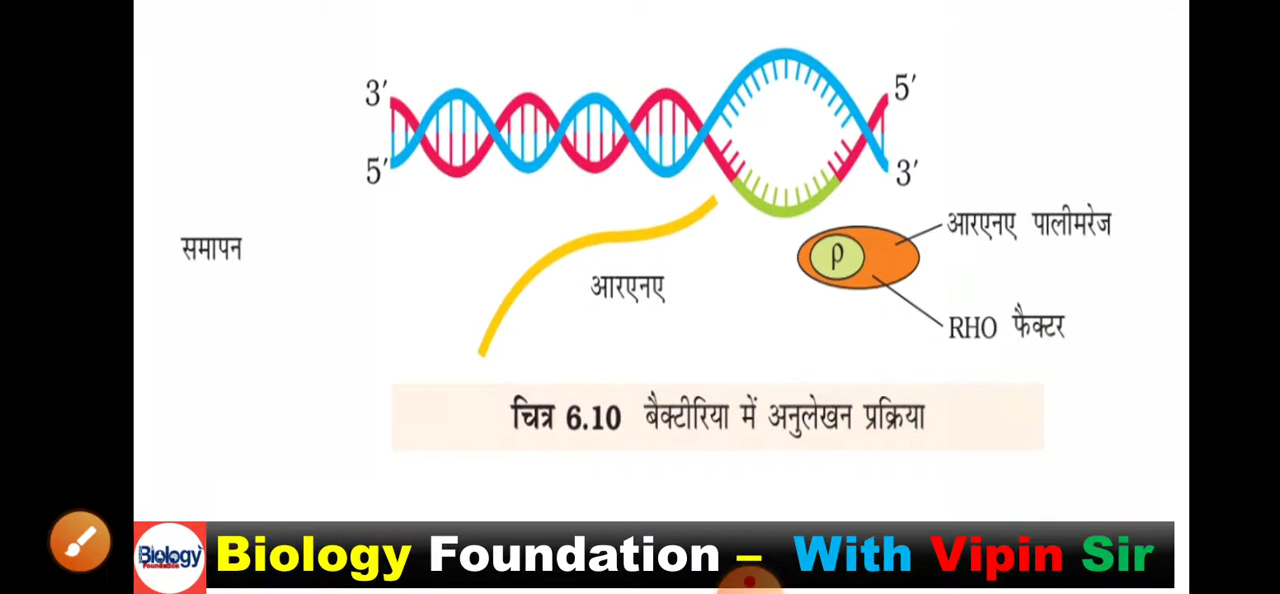 3′
5′
5′
3′
समापन
आरएनए
ρ
आरएनए पालीमरेज
RHO फैक्टर
चित्र 6.10 बैक्टीरिया में अनुलेखन प्रक्रिया
Biology
Foundation
Biology Foundation – With Vipin Sir